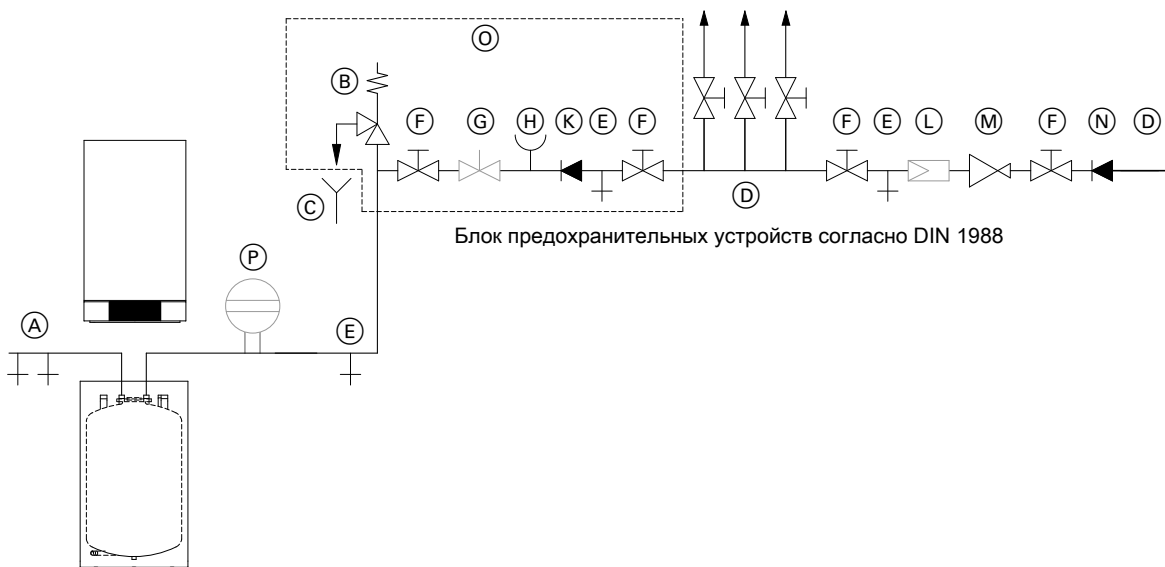 O
B
F G H K E F F E L M F N D
C
D
Блок предохранительных устройств согласно DIN 1988
P
A
E